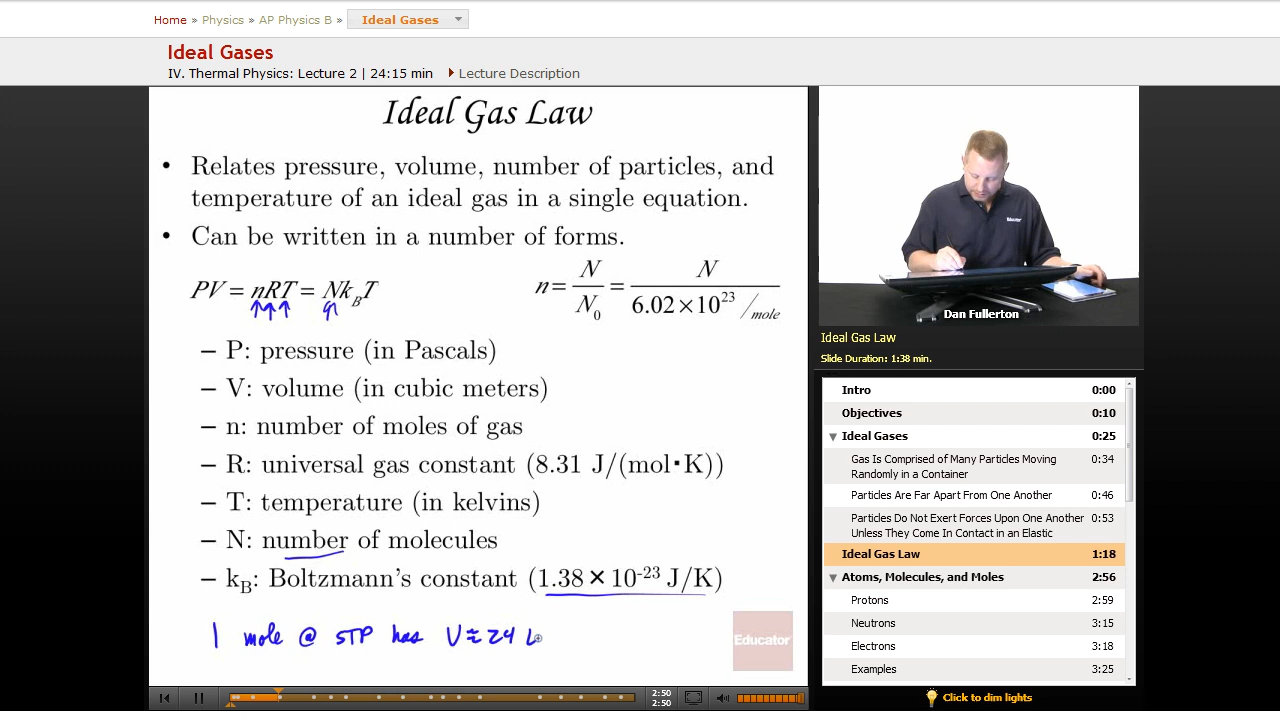 Home » Physics » AP Physics B » Ideal Gases
Ideal Gases
IV. Thermal Physics: Lecture 2 | 24:15 min Lecture Description
Ideal Gas Law
• Relates pressure, volume, number of particles, and
temperature of an ideal gas in a single equation.
• Can be written in a number of forms.
PV = nRT = Nk_BT
n = N/N₀ = N/(6.02×10²³/mole)
– P: pressure (in Pascals)
– V: volume (in cubic meters)
– n: number of moles of gas
– R: universal gas constant (8.31 J/(mol·K))
– T: temperature (in kelvins)
– N: number of molecules
– k_B: Boltzmann's constant (1.38 × 10⁻²³ J/K)
1 mole @ STP has V ≈ 24 L
Educator
Educator
Dan Fullerton
Ideal Gas Law
Slide Duration: 1:38 min.
Intro 0:00
Objectives 0:10
Ideal Gases 0:25
Gas Is Comprised of Many Particles Moving 0:34
Randomly in a Container
Particles Are Far Apart From One Another 0:46
Particles Do Not Exert Forces Upon One Another 0:53
Unless They Come In Contact in an Elastic
Ideal Gas Law 1:18
Atoms, Molecules, and Moles 2:56
Protons 2:59
Neutrons 3:15
Electrons 3:18
Examples 3:25
2:50
2:50
Click to dim lights